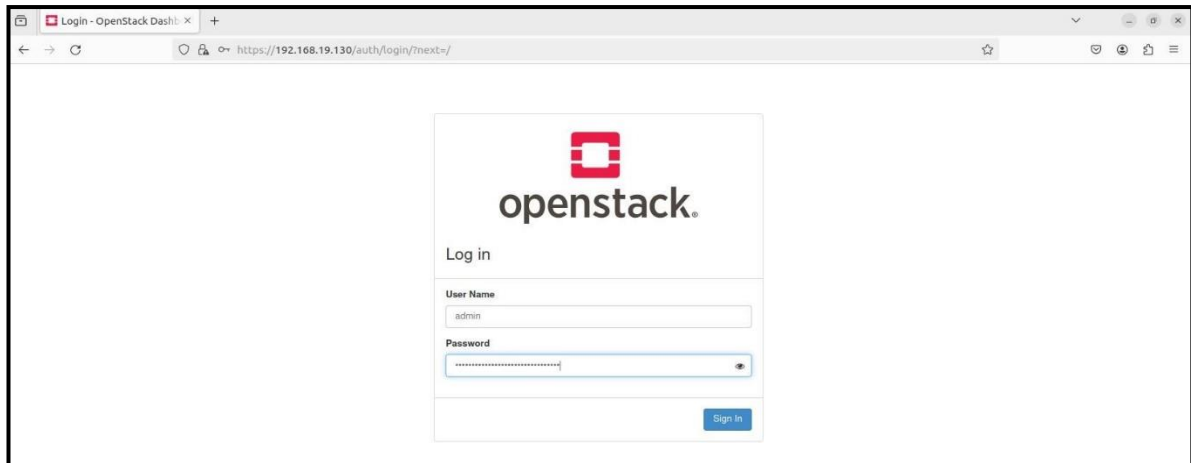 Login - OpenStack Dashb
https://192.168.19.130/auth/login/?next=/
openstack.
Log in
User Name
admin
Password
Sign In